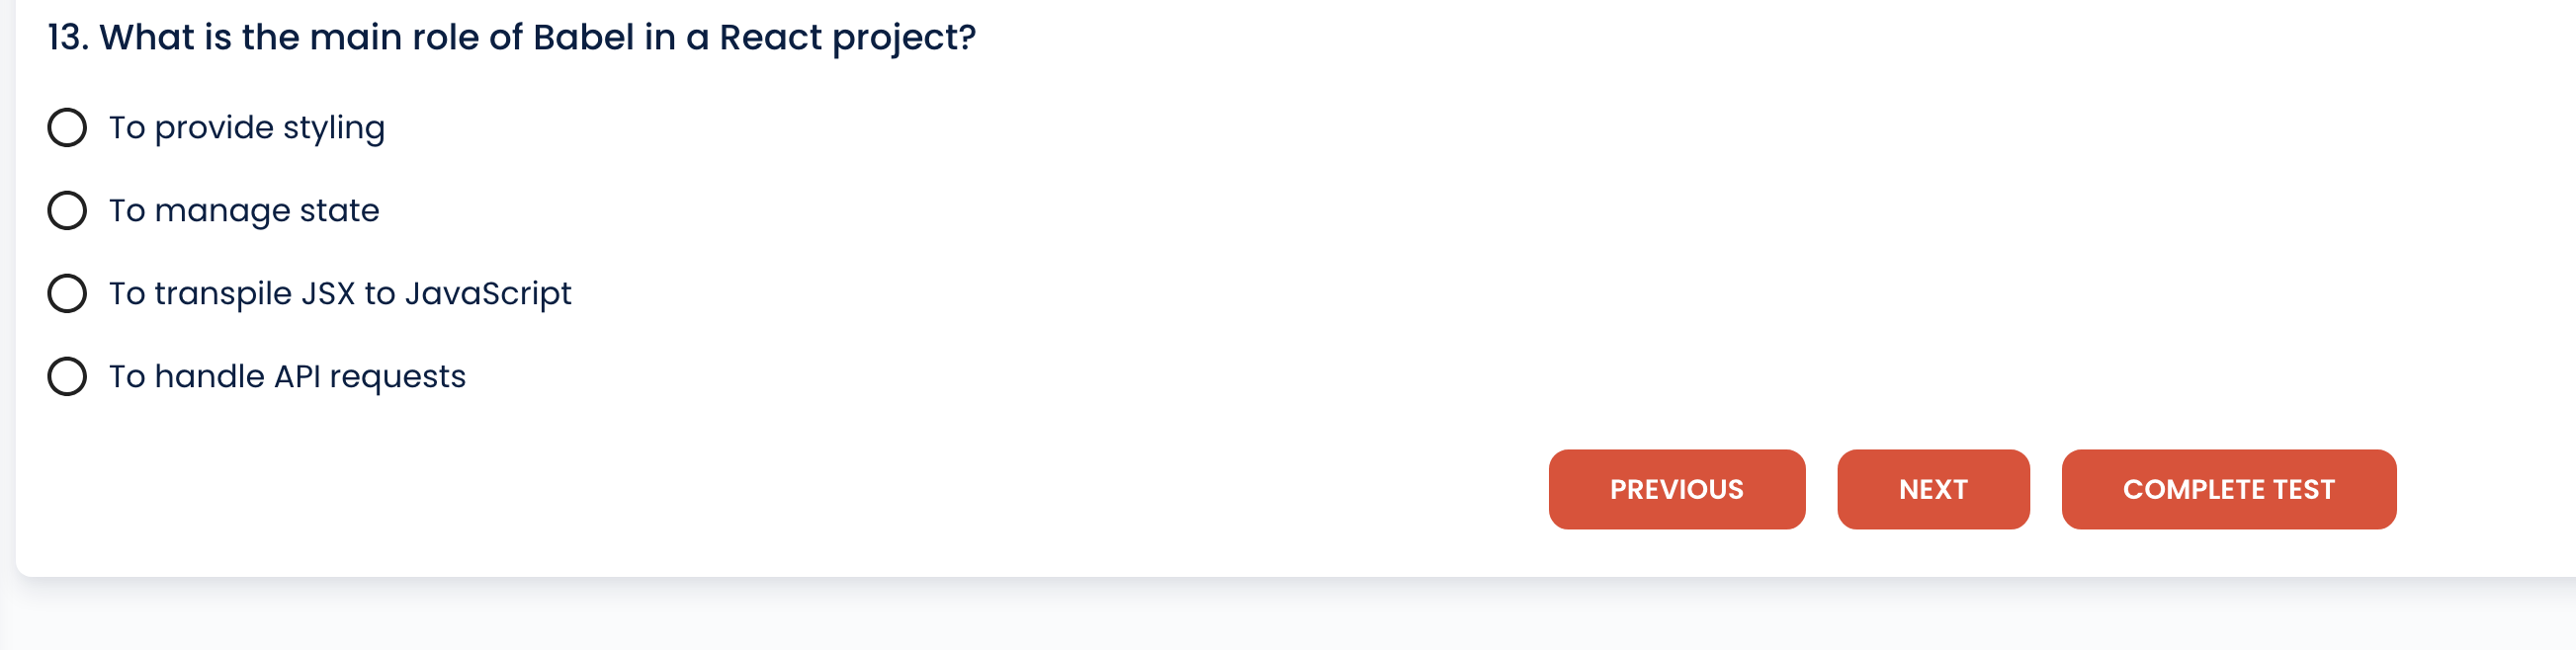 13. What is the main role of Babel in a React project?
To provide styling
To manage state
To transpile JSX to JavaScript
To handle API requests
PREVIOUS NEXT COMPLETE TEST